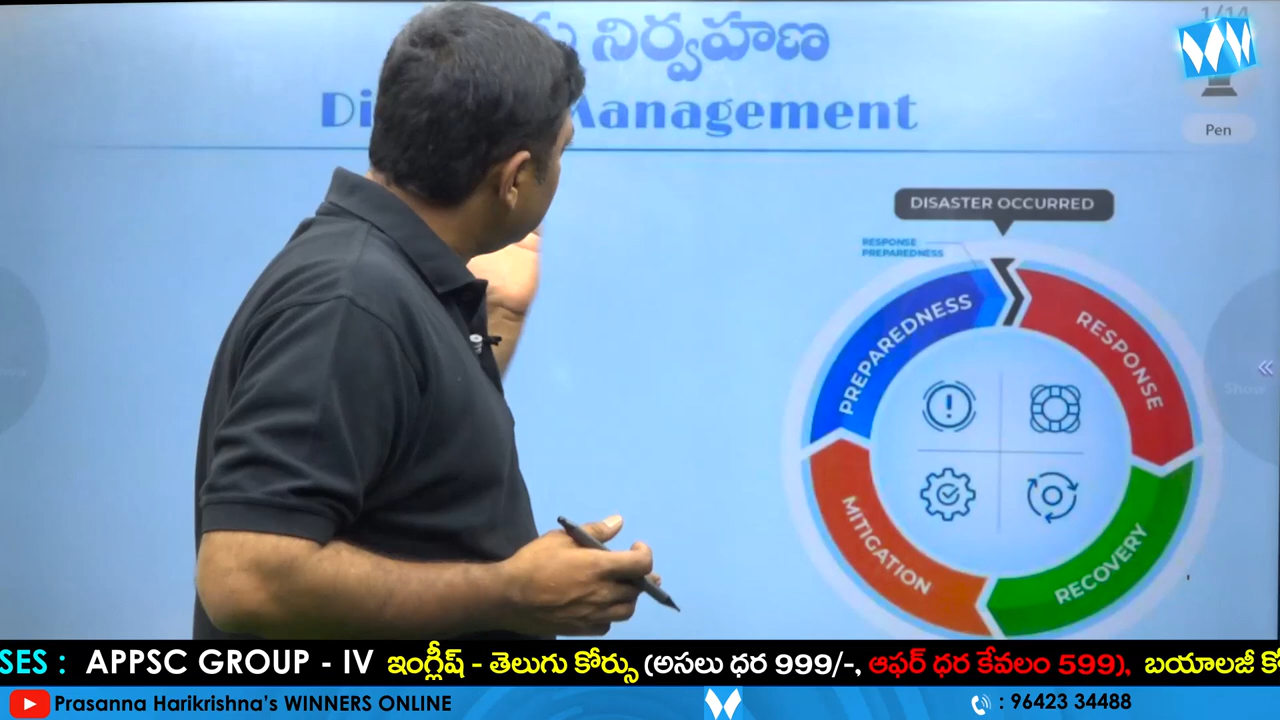 1/14
నిర్వహణ
Management
Pen
DISASTER OCCURRED
RESPONSE
PREPAREDNESS
PREPAREDNESS
RESPONSE
Show
MITIGATION
RECOVERY
SES : APPSC GROUP - IV ఇంగ్లీష్ - తెలుగు కోర్సు (అసలు ధర 999/-, ఆఫర్ ధర కేవలం 599), బయాలజీ
Prasanna Harikrishna's WINNERS ONLINE
: 96423 34488